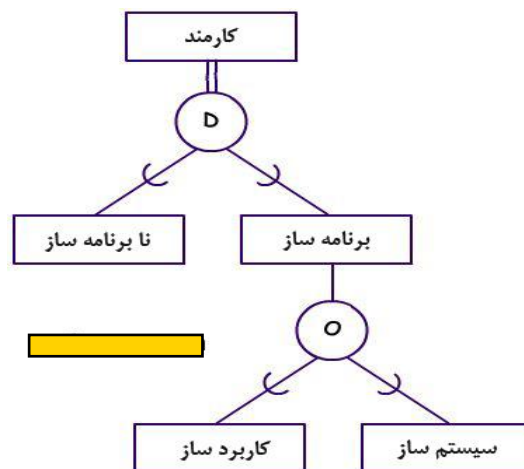 کارمند
D
نا برنامه ساز
برنامه ساز
O
کاربرد ساز
سیستم ساز